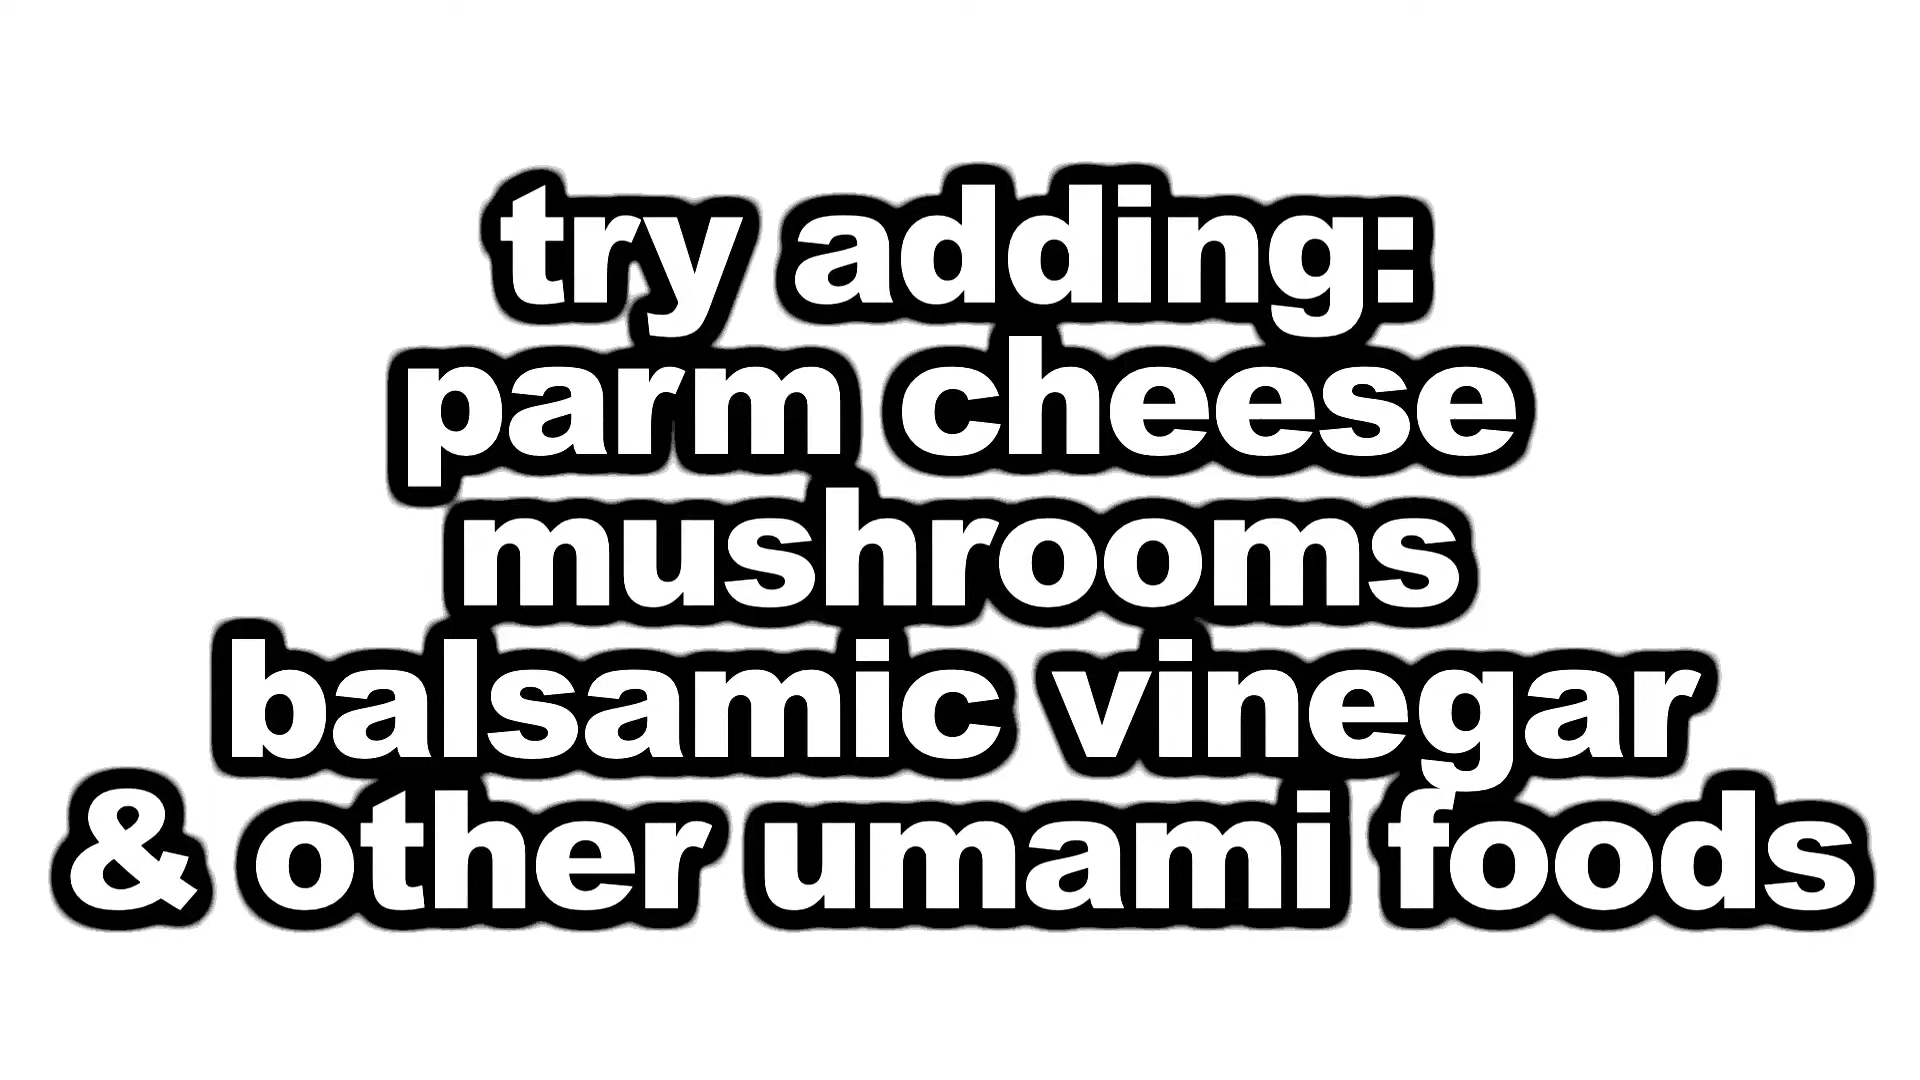 try adding:
parm cheese
mushrooms
balsamic vinegar
& other umami foods